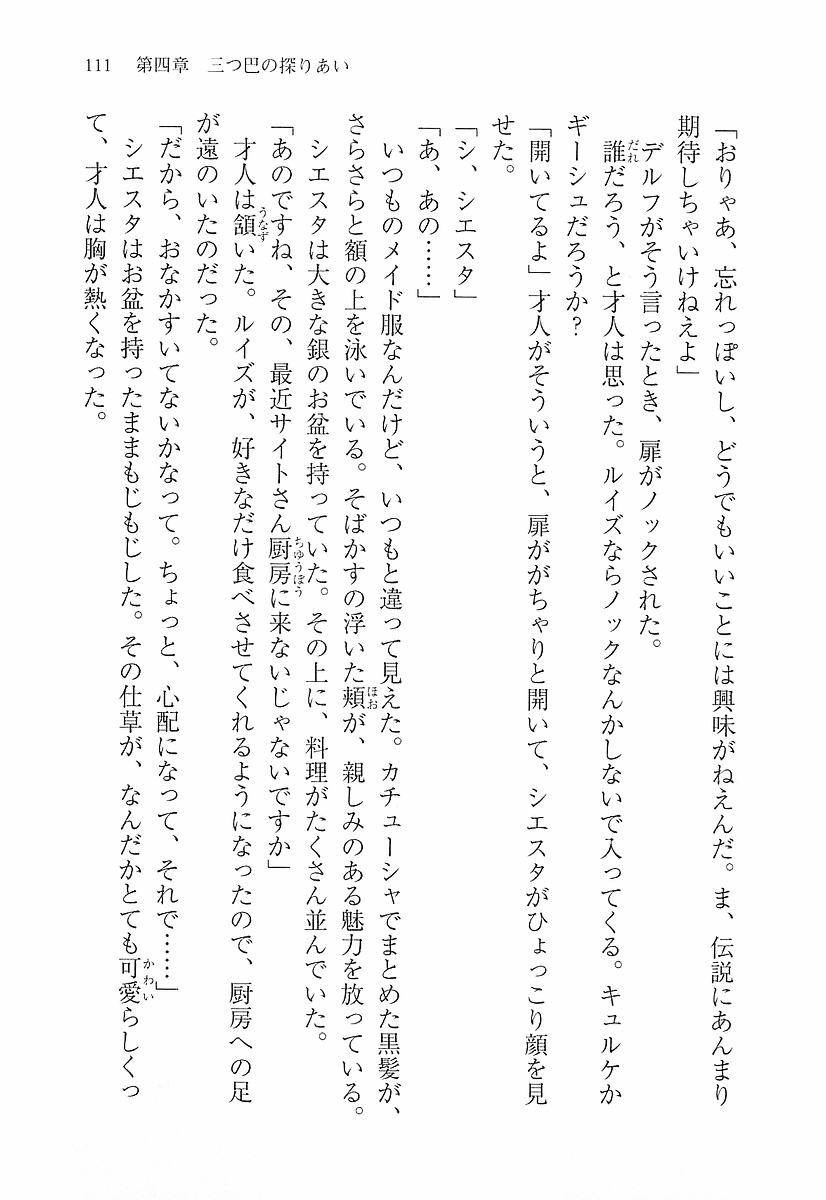 111　第四章　三つ巴の探りあい
「おりゃあ、忘れっぽいし、どうでもいいことには興味がねえんだ。ま、伝説にあんまり
期待しちゃいけねえよ」
　デルフがそう言ったとき、扉がノックされた。
　誰だろう、と才人は思った。ルイズならノックなんかしないで入ってくる。キュルケか
ギーシュだろうか？
「開いてるよ」才人がそういうと、扉ががちゃりと開いて、シエスタがひょっこり顔を見
せた。
「シ、シエスタ」
「あ、あの……」
　いつものメイド服なんだけど、いつもと違って見えた。カチューシャでまとめた黒髪が、
さらさらと額の上を泳いでいる。そばかすの浮いた頬が、親しみのある魅力を放っている。
　シエスタは大きな銀のお盆を持っていた。その上に、料理がたくさん並んでいた。
「あのですね、その、最近サイトさん厨房に来ないじゃないですか」
　才人は頷いた。ルイズが、好きなだけ食べさせてくれるようになったので、厨房への足
が遠のいたのだった。
「だから、おなかすいてないかなって。ちょっと、心配になって、それで……」
　シエスタはお盆を持ったままもじもじした。その仕草が、なんだかとても可愛らしくっ
て、才人は胸が熱くなった。